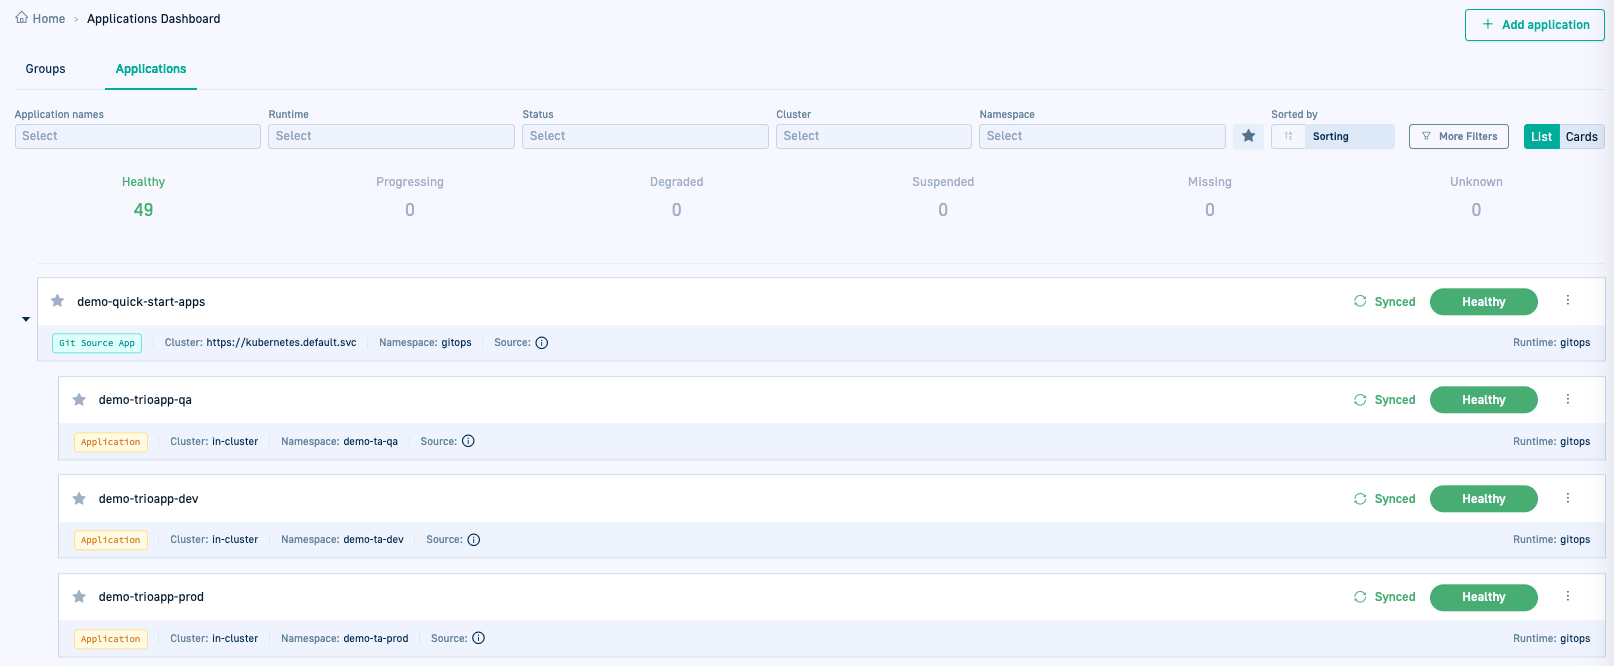 Home > Applications Dashboard
+ Add application
Groups Applications
Application names Runtime Status Cluster Namespace Sorted by
Select Select Select Select Select Sorting More Filters List Cards
Healthy Progressing Degraded Suspended Missing Unknown
49 0 0 0 0 0
demo-quick-start-apps Synced Healthy
Git Source App Cluster: https://kubernetes.default.svc Namespace: gitops Source: Runtime: gitops
demo-trioapp-qa Synced Healthy
Application Cluster: in-cluster Namespace: demo-ta-qa Source: Runtime: gitops
demo-trioapp-dev Synced Healthy
Application Cluster: in-cluster Namespace: demo-ta-dev Source: Runtime: gitops
demo-trioapp-prod Synced Healthy
Application Cluster: in-cluster Namespace: demo-ta-prod Source: Runtime: gitops